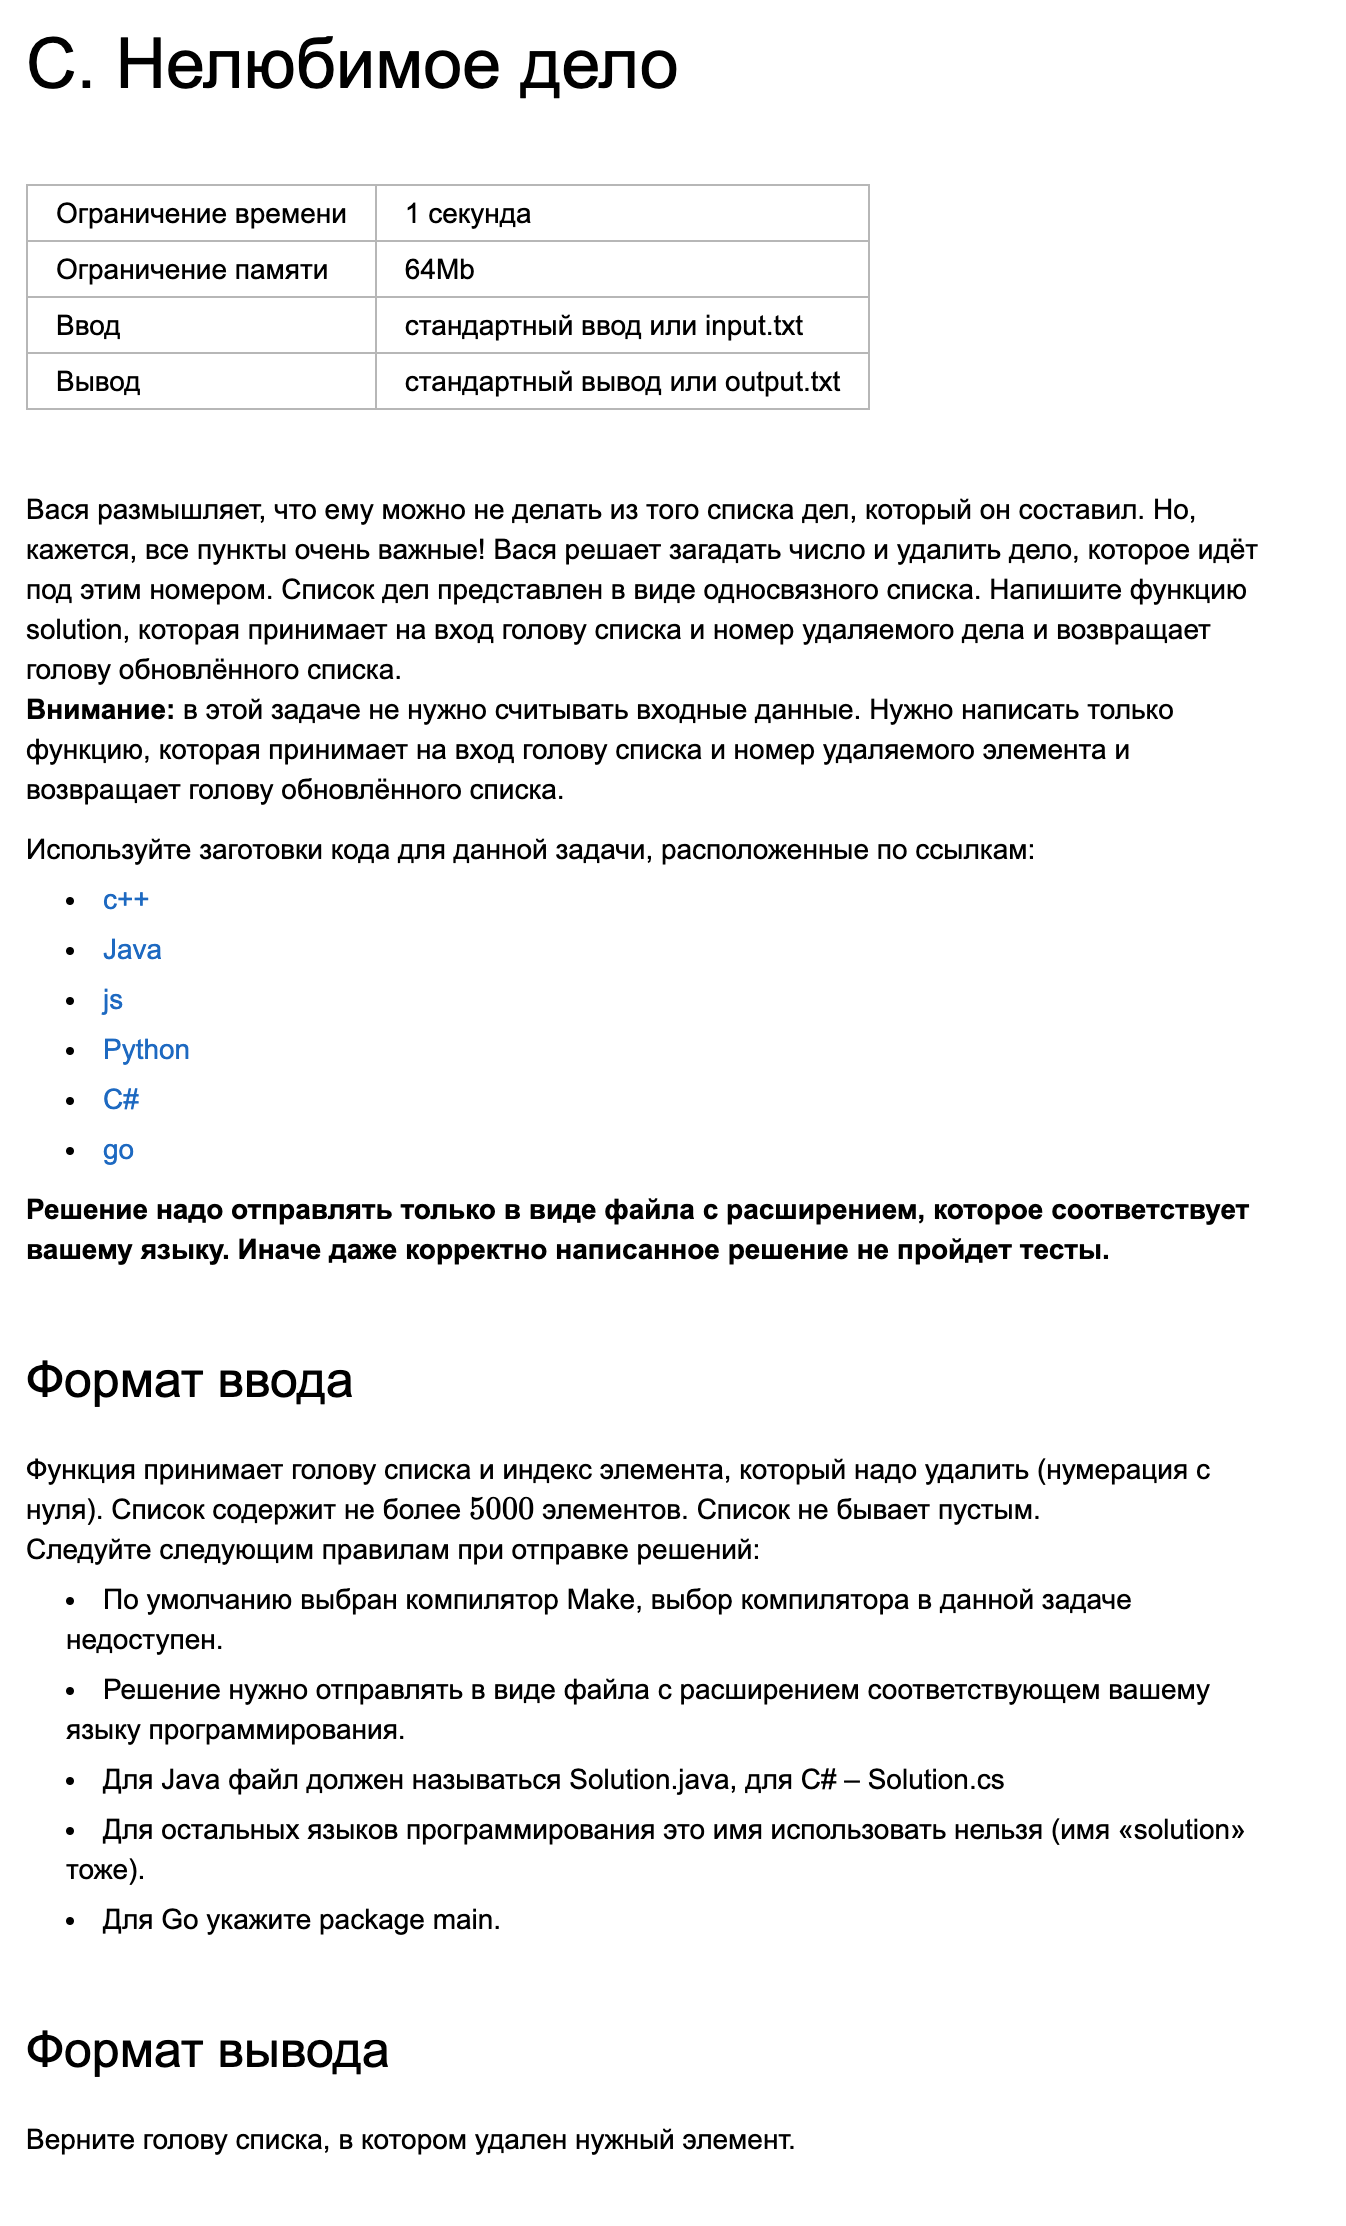 C. Нелюбимое дело
Ограничение времени 1 секунда
Ограничение памяти 64Mb
Ввод стандартный ввод или input.txt
Вывод стандартный вывод или output.txt
Вася размышляет, что ему можно не делать из того списка дел, который он составил. Но,
кажется, все пункты очень важные! Вася решает загадать число и удалить дело, которое идёт
под этим номером. Список дел представлен в виде односвязного списка. Напишите функцию
solution, которая принимает на вход голову списка и номер удаляемого дела и возвращает
голову обновлённого списка.
Внимание: в этой задаче не нужно считывать входные данные. Нужно написать только
функцию, которая принимает на вход голову списка и номер удаляемого элемента и
возвращает голову обновлённого списка.
Используйте заготовки кода для данной задачи, расположенные по ссылкам:
• c++
• Java
• js
• Python
• C#
• go
Решение надо отправлять только в виде файла с расширением, которое соответствует
вашему языку. Иначе даже корректно написанное решение не пройдет тесты.
Формат ввода
Функция принимает голову списка и индекс элемента, который надо удалить (нумерация с
нуля). Список содержит не более 5000 элементов. Список не бывает пустым.
Следуйте следующим правилам при отправке решений:
• По умолчанию выбран компилятор Make, выбор компилятора в данной задаче
недоступен.
• Решение нужно отправлять в виде файла с расширением соответствующем вашему
языку программирования.
• Для Java файл должен называться Solution.java, для C# – Solution.cs
• Для остальных языков программирования это имя использовать нельзя (имя «solution»
тоже).
• Для Go укажите package main.
Формат вывода
Верните голову списка, в котором удален нужный элемент.